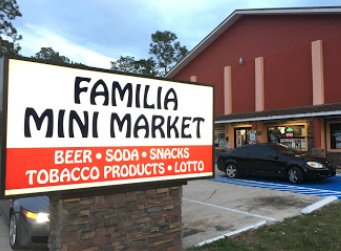 FAMILIA
MINI MARKET
BEER • SODA • SNACKS
TOBACCO PRODUCTS • LOTTO